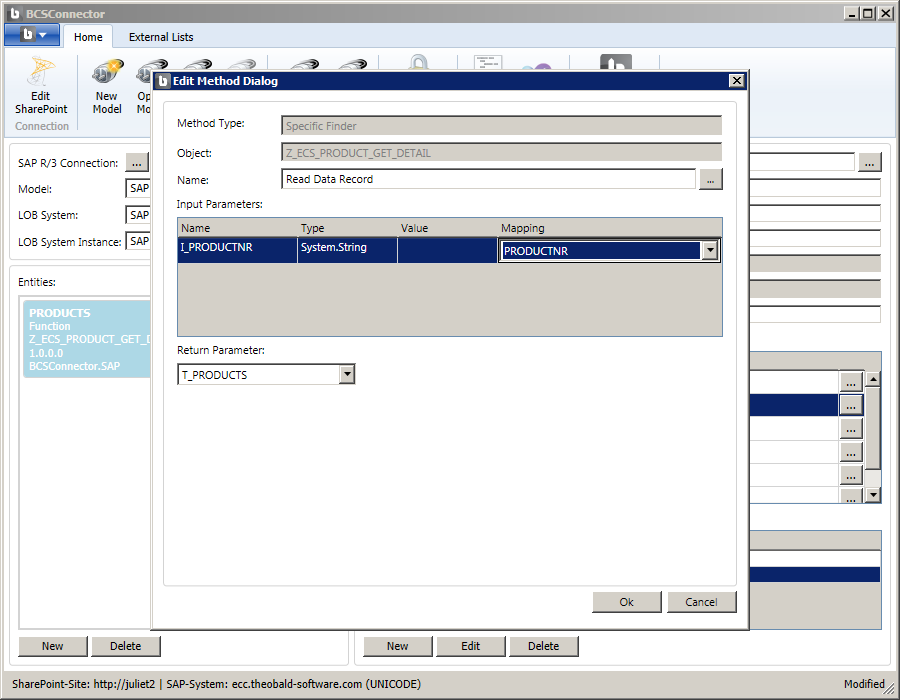 BCSConnector
Home
External Lists
Edit
SharePoint
New
Model
Op
Mo
Connection
Edit Method Dialog
SAP R/3 Connection:
...
Model:
SAP
LOB System:
SAP
LOB System Instance:
SAP
Entities:
PRODUCTS
Function
Z_ECS_PRODUCT_GET_D
1.0.0.0
BCSConnector.SAP
Method Type:
Specific Finder
Object:
Z_ECS_PRODUCT_GET_DETAIL
Name:
Read Data Record
...
Input Parameters:
Name Type Value Mapping
I_PRODUCTNR System.String PRODUCTNR
Return Parameter:
T_PRODUCTS
Ok
Cancel
...
...
...
...
...
...
...
New
Delete
New
Edit
Delete
SharePoint-Site: http://juliet2 | SAP-System: ecc.theobald-software.com (UNICODE)
Modified